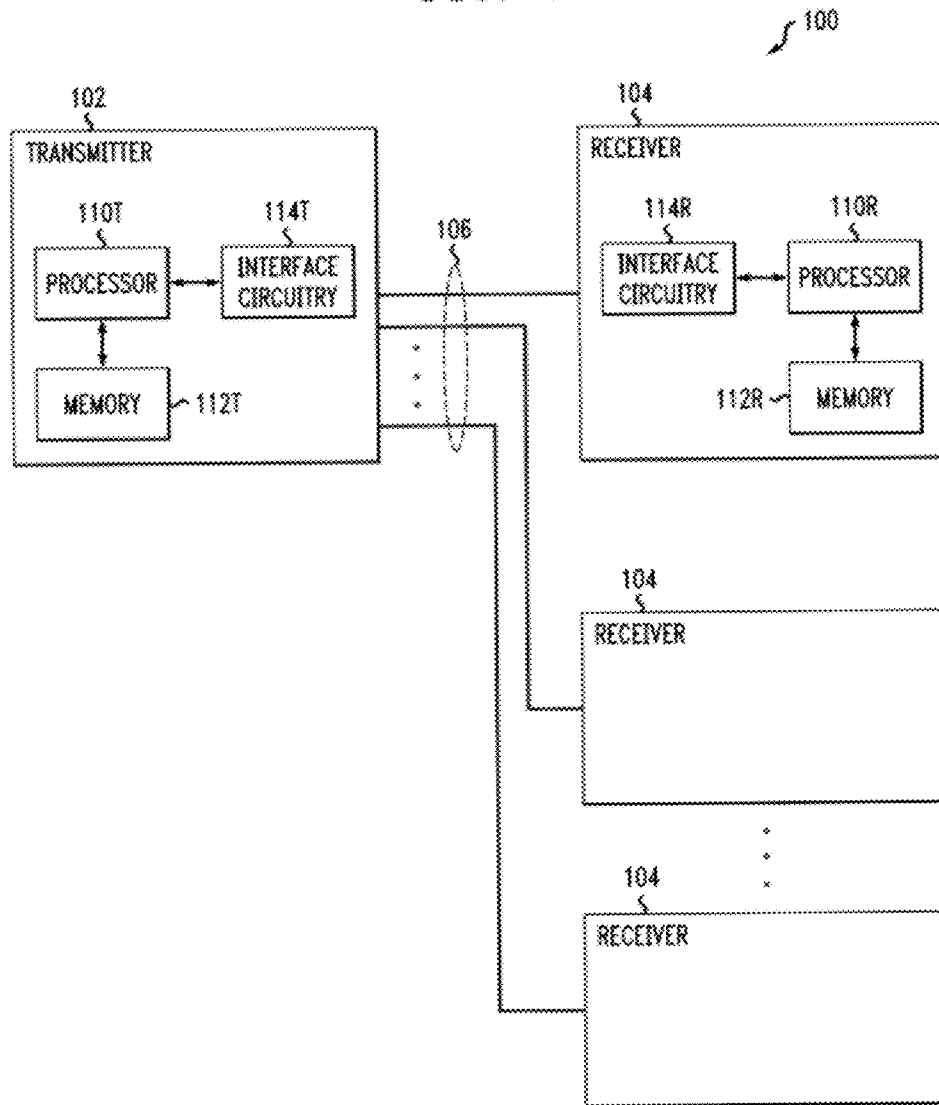 100
102
TRANSMITTER
110T
PROCESSOR
114T
INTERFACE
CIRCUITRY
MEMORY
112T
106
104
RECEIVER
114R
INTERFACE
CIRCUITRY
110R
PROCESSOR
112R
MEMORY
104
RECEIVER
104
RECEIVER